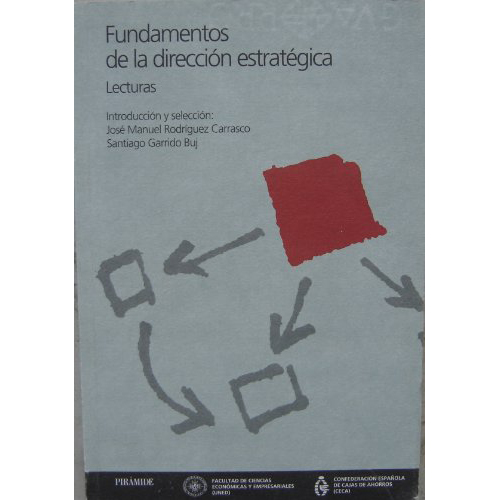 Fundamentos
de la dirección estratégica
Lecturas
Introducción y selección:
José Manuel Rodríguez Carrasco
Santiago Garrido Buj
PIRÁMIDE
FACULTAD DE CIENCIAS
ECONÓMICAS Y EMPRESARIALES
(UNED)
CONFEDERACIÓN ESPAÑOLA
DE CAJAS DE AHORROS
(CECA)